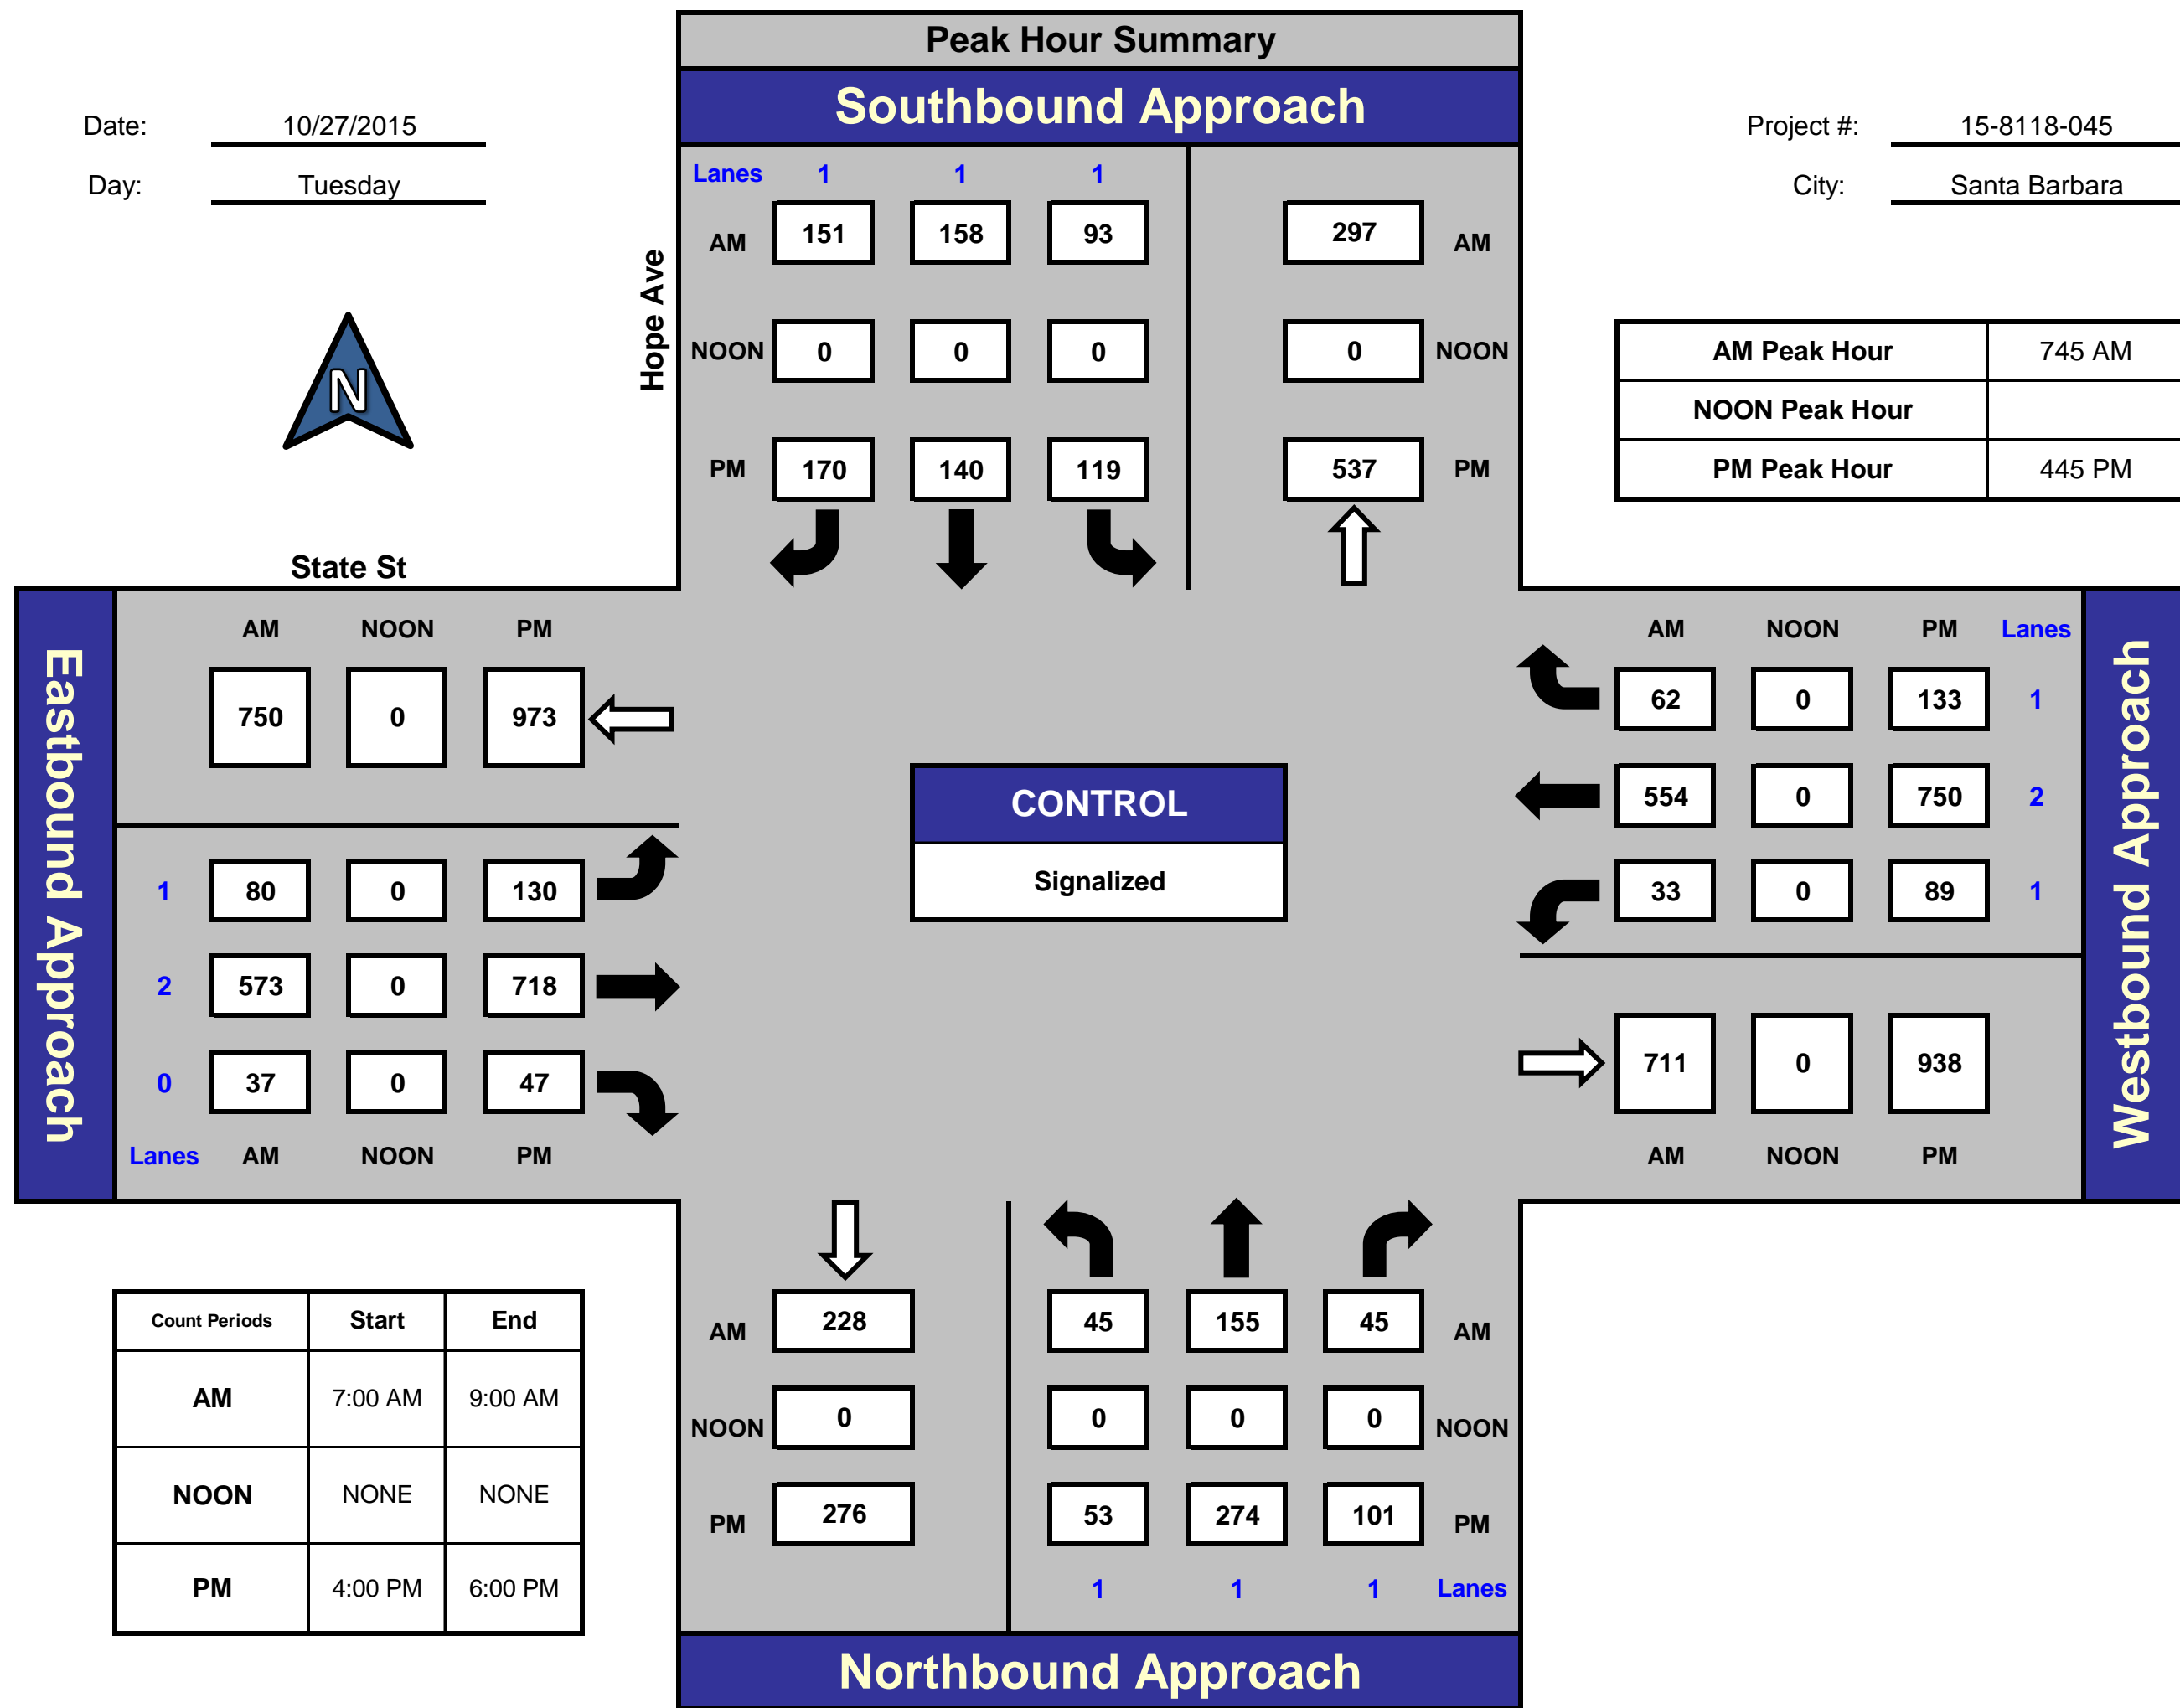 Peak Hour Summary
Southbound Approach
Date: 10/27/2015
Project #: 15-8118-045
Day: Tuesday
City: Santa Barbara
Lanes 1 1 1
AM 151 158 93 297 AM
N
Hope Ave
NOON 0 0 0 0 NOON
PM 170 140 119 537 PM
AM Peak Hour 745 AM
NOON Peak Hour
PM Peak Hour 445 PM
State St
Eastbound Approach
AM NOON PM
750 0 973
1 80 0 130
2 573 0 718
0 37 0 47
Lanes AM NOON PM
CONTROL
Signalized
AM NOON PM Lanes
62 0 133 1
554 0 750 2
33 0 89 1
711 0 938
AM NOON PM
Westbound Approach
Count Periods Start End
AM 7:00 AM 9:00 AM
NOON NONE NONE
PM 4:00 PM 6:00 PM
AM 228 45 155 45 AM
NOON 0 0 0 0 NOON
PM 276 53 274 101 PM
1 1 1 Lanes
Northbound Approach